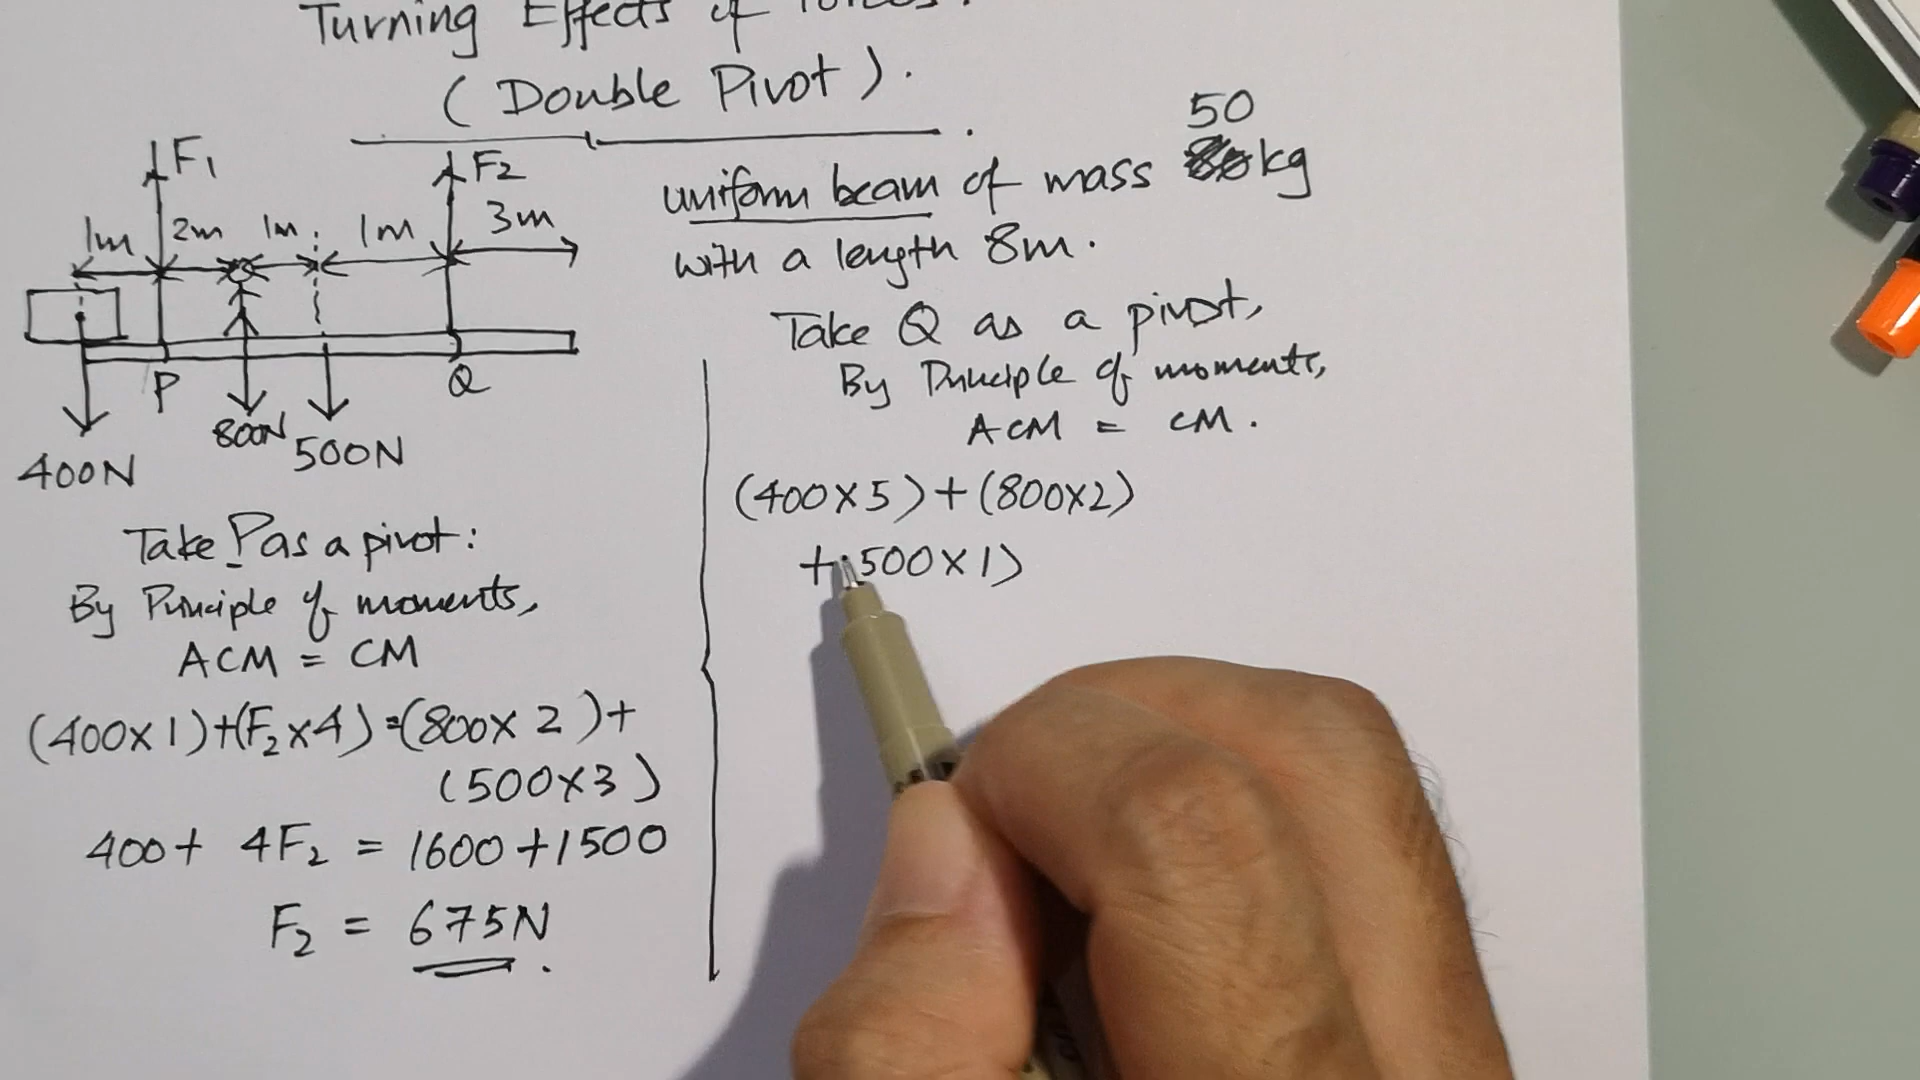 Turning Effects of Forces.
(Double Pivot).
F1
F2
1m 2m 1m 1m 3m
P Q
400N 800N 500N
50
uniform beam of mass kg
with a length 8m.
Take P as a pivot:
By Principle of moments,
ACM = CM
(400×1)+(F2×4)=(800×2)+
(500×3)
400+ 4F2 = 1600+1500
F2 = 675N.
Take Q as a pivot,
By Principle of moments,
ACM = CM.
(400×5)+(800×2)
+(500×1)